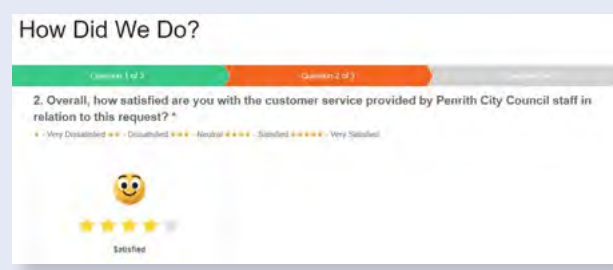 How Did We Do?
Question 1 of 3 Question 2 of 3
2. Overall, how satisfied are you with the customer service provided by Penrith City Council staff in
relation to this request? *
★ - Very Dissatisfied ★★ - Dissatisfied ★★★ - Neutral ★★★★ - Satisfied ★★★★★ - Very Satisfied
Satisfied